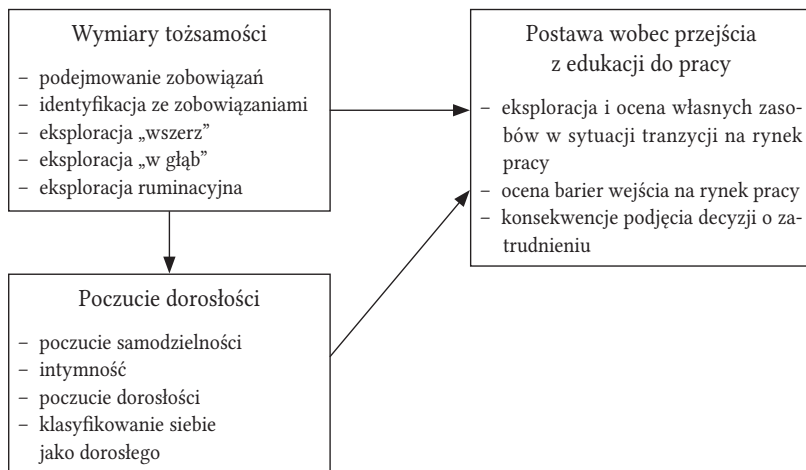 Wymiary tożsamości
– podejmowanie zobowiązań
– identyfikacja ze zobowiązaniami
– eksploracja „wszerz”
– eksploracja „w głąb”
– eksploracja ruminacyjna
Postawa wobec przejścia
z edukacji do pracy
– eksploracja i ocena własnych zaso-
bów w sytuacji tranzycji na rynek
pracy
– ocena barier wejścia na rynek pracy
– konsekwencje podjęcia decyzji o za-
trudnieniu
Poczucie dorosłości
– poczucie samodzielności
– intymność
– poczucie dorosłości
– klasyfikowanie siebie
jako dorosłego